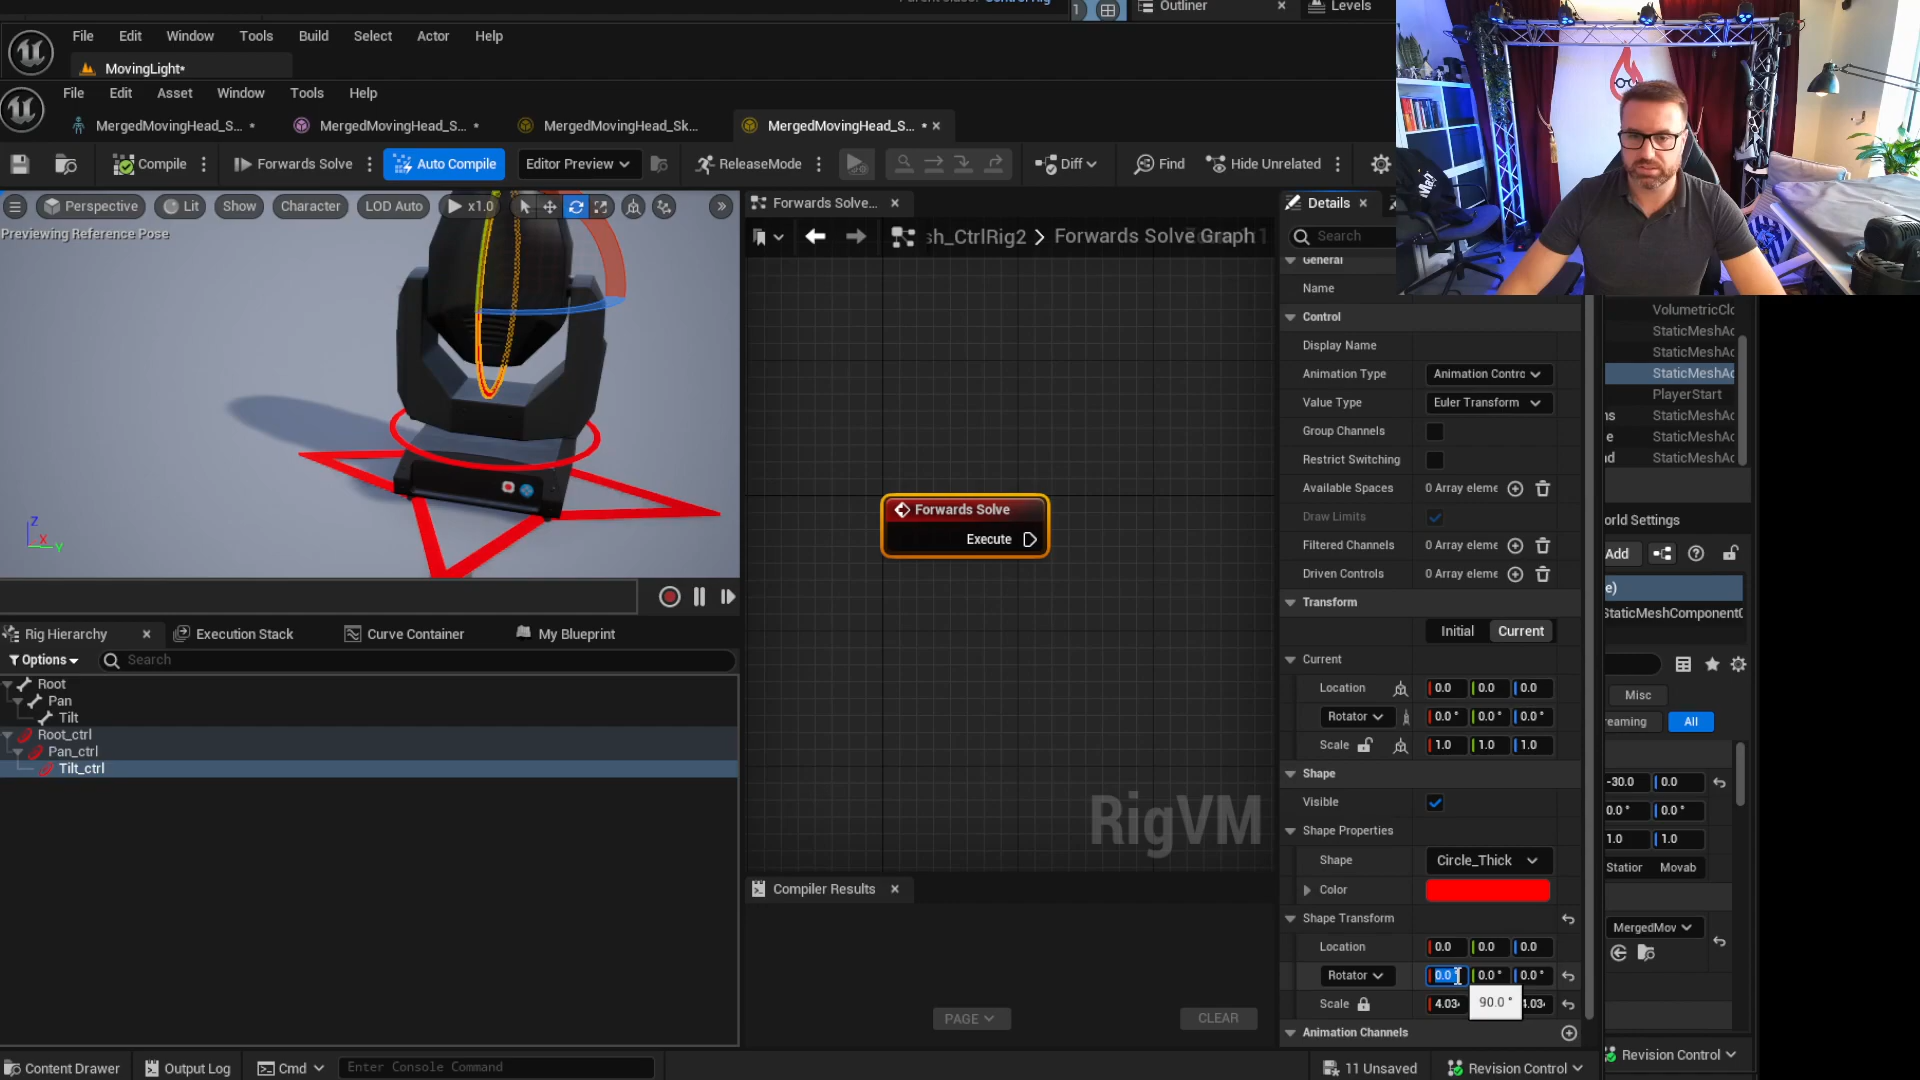 Outliner
Levels
File Edit Window Tools Build Select Actor Help
MovingLight*
File Edit Asset Window Tools Help
MergedMovingHead_S... *
MergedMovingHead_S... *
MergedMovingHead_Sk...
MergedMovingHead_S... *
Compile
Forwards Solve
Auto Compile
Editor Preview
ReleaseMode
Diff
Find
Hide Unrelated
Perspective
Lit
Show
Character
LOD Auto
x1.0
Previewing Reference Pose
Forwards Solve...
sh_CtrlRig2 > Forwards Solve Graph
Forwards Solve
Execute
RigVM
Z
X
Y
Rig Hierarchy
Execution Stack
Curve Container
My Blueprint
Options
Search
Root
Pan
Tilt
Root_ctrl
Pan_ctrl
Tilt_ctrl
Compiler Results
PAGE
CLEAR
Details
Search
General
Name
Control
Display Name
Animation Type Animation Contro
Value Type Euler Transform
Group Channels
Restrict Switching
Available Spaces 0 Array eleme
Draw Limits
Filtered Channels 0 Array eleme
Driven Controls 0 Array eleme
Transform
Initial Current
Current
Location 0.0 0.0 0.0
Rotator 0.0 ° 0.0 ° 0.0 °
Scale 1.0 1.0 1.0
Shape
Visible
Shape Properties
Shape Circle_Thick
Color
Shape Transform
Location 0.0 0.0 0.0
Rotator 0.0 ° 0.0 ° 0.0 °
Scale 4.03 4.03
90.0 °
Animation Channels
VolumetricClo
StaticMeshAc
StaticMeshAc
StaticMeshAc
PlayerStart
ns StaticMeshAc
e StaticMeshAc
ad StaticMeshAc
orld Settings
Add
e)
StaticMeshComponent0
Misc
reaming All
-30.0 0.0
0.0 ° 0.0 °
1.0 1.0
Station Movab
MergedMov
Revision Control
Content Drawer
Output Log
Cmd
Enter Console Command
11 Unsaved
Revision Control